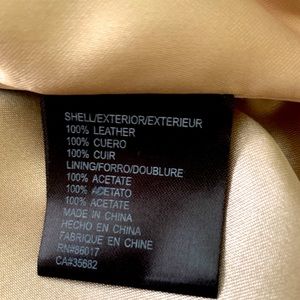 SHELL/EXTERIOR/EXTERIEUR
100% LEATHER
100% CUERO
100% CUIR
LINING/FORRO/DOUBLURE
100% ACETATE
100% ACETATO
100% ACETATE
MADE IN CHINA
HECHO EN CHINA
FABRIQUE EN CHINE
RN#86017
CA#35682